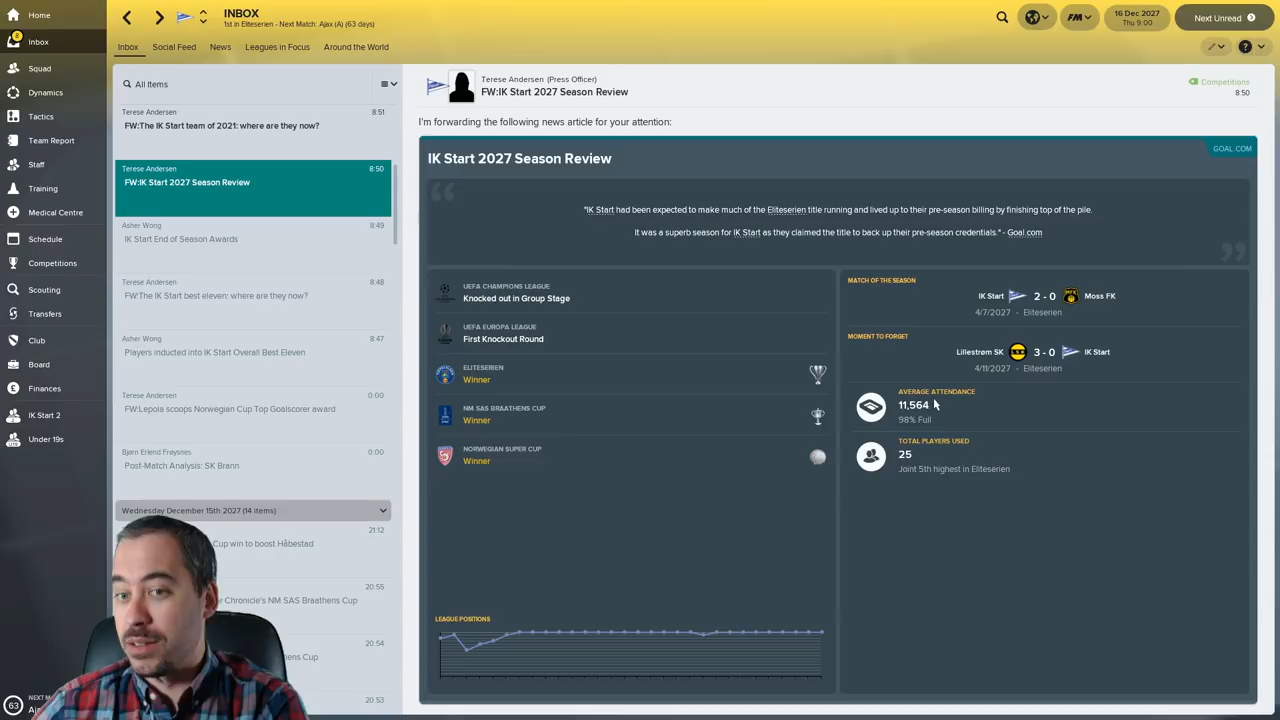 Home
INBOX
1st in Eliteserien - Next Match: Ajax (A) (63 days)
FM
16 Dec 2027
Thu 9:00
Next Unread
8
Inbox
Inbox
Social Feed
News
Leagues in Focus
Around the World
?
Squad
Dynamics
Tactics
Team Report
Staff
Training
Medical Centre
Schedule
Competitions
Scouting
Transfers
Club
Board
Finances
IK Start 2
Under 19s
63
All Items
Terese Andersen
8:51
FW:The IK Start team of 2021: where are they now?
Terese Andersen
8:50
FW:IK Start 2027 Season Review
Asher Wong
8:49
IK Start End of Season Awards
Terese Andersen
8:48
FW:The IK Start best eleven: where are they now?
Asher Wong
8:47
Players inducted into IK Start Overall Best Eleven
Terese Andersen
0:00
FW:Lepola scoops Norwegian Cup Top Goalscorer award
Bjørn Erlend Frøysnes
0:00
Post-Match Analysis: SK Brann
Wednesday December 15th 2027 (14 items)
21:12
Cup win to boost Håbestad
20:55
Chronicle's NM SAS Braathens Cup
20:54
Cup
20:53
Terese Andersen (Press Officer)
FW:IK Start 2027 Season Review
Competitions
8:50
I'm forwarding the following news article for your attention:
IK Start 2027 Season Review
GOAL.COM
"IK Start had been expected to make much of the Eliteserien title running and lived up to their pre-season billing by finishing top of the pile.
It was a superb season for IK Start as they claimed the title to back up their pre-season credentials." - Goal.com
UEFA CHAMPIONS LEAGUE
Knocked out in Group Stage
UEFA EUROPA LEAGUE
First Knockout Round
ELITESERIEN
Winner
NM SAS BRAATHENS CUP
Winner
NORWEGIAN SUPER CUP
Winner
LEAGUE POSITIONS
MATCH OF THE SEASON
IK Start 2 - 0 Moss FK
4/7/2027 - Eliteserien
MOMENT TO FORGET
Lillestrøm SK 3 - 0 IK Start
4/11/2027 - Eliteserien
AVERAGE ATTENDANCE
11,564
98% Full
TOTAL PLAYERS USED
25
Joint 5th highest in Eliteserien